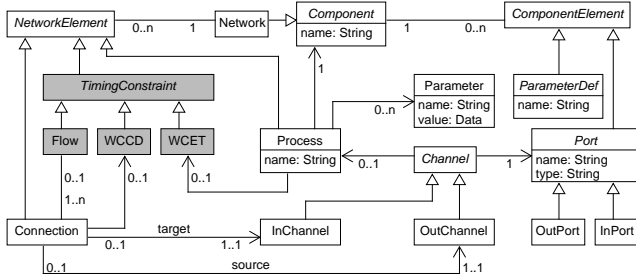 NetworkElement
0..n
1
Network
Component
name: String
1
0..n
ComponentElement
1
TimingConstraint
Parameter
name: String
value: Data
0..n
ParameterDef
name: String
Flow
WCCD
WCET
Process
name: String
0..1
Channel
1
Port
name: String
type: String
0..1
0..1
0..1
1..n
Connection
target
0..1
1..1
InChannel
OutChannel
OutPort
InPort
0..1
source
1..1